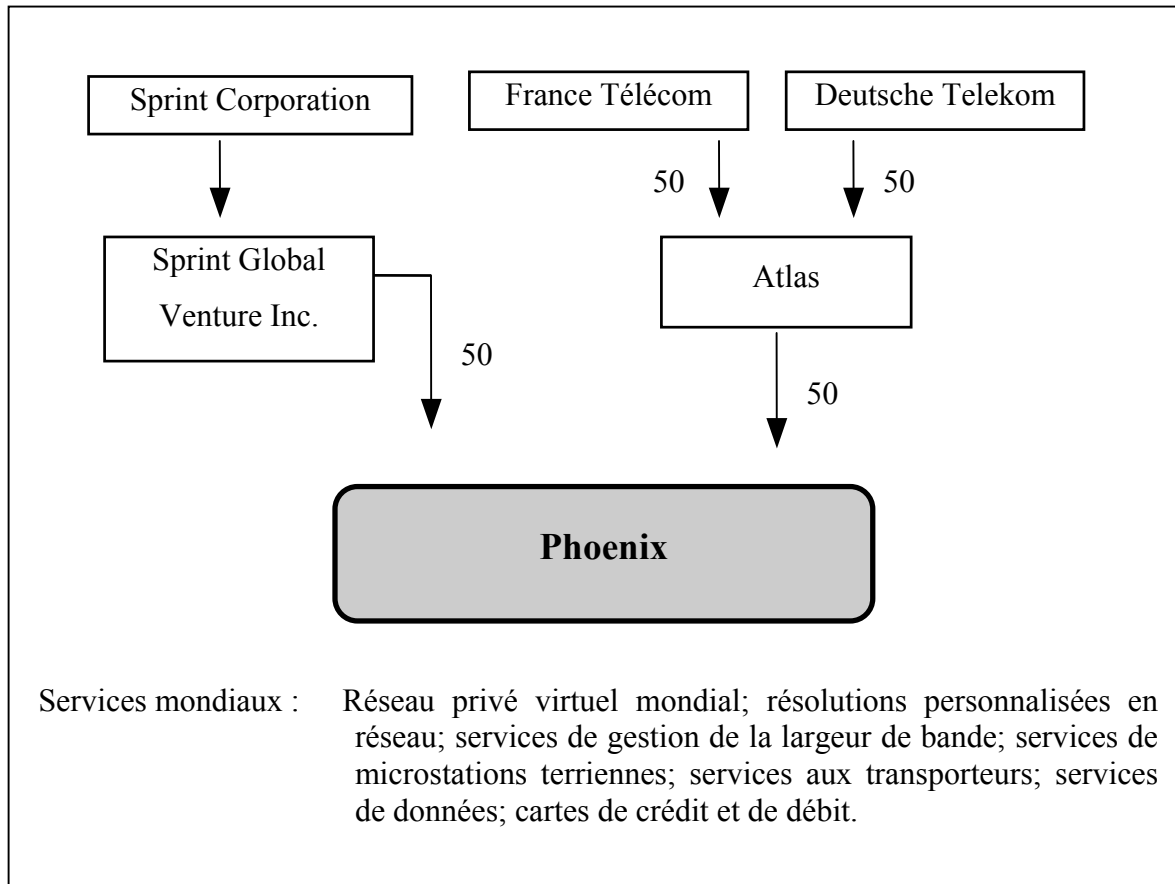 Sprint Corporation
France Télécom
Deutsche Telekom
50
50
Sprint Global
Venture Inc.
Atlas
50
50
Phoenix
Services mondiaux : Réseau privé virtuel mondial; résolutions personnalisées en
réseau; services de gestion de la largeur de bande; services de
microstations terriennes; services aux transporteurs; services
de données; cartes de crédit et de débit.